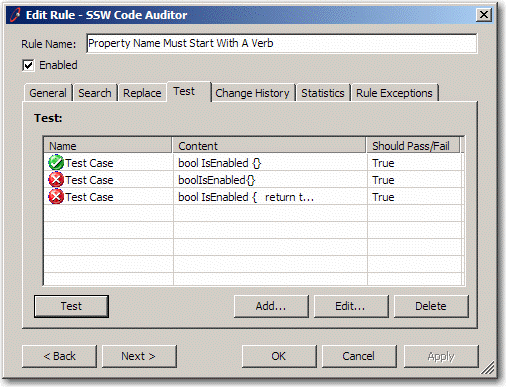 Edit Rule - SSW Code Auditor
Rule Name: Property Name Must Start With A Verb
Enabled
General Search Replace Test Change History Statistics Rule Exceptions
Test:
Name Content Should Pass/Fail
Test Case bool IsEnabled {} True
Test Case boolIsEnabled{} True
Test Case bool IsEnabled { return t... True
Test Add... Edit... Delete
< Back Next > OK Cancel Apply